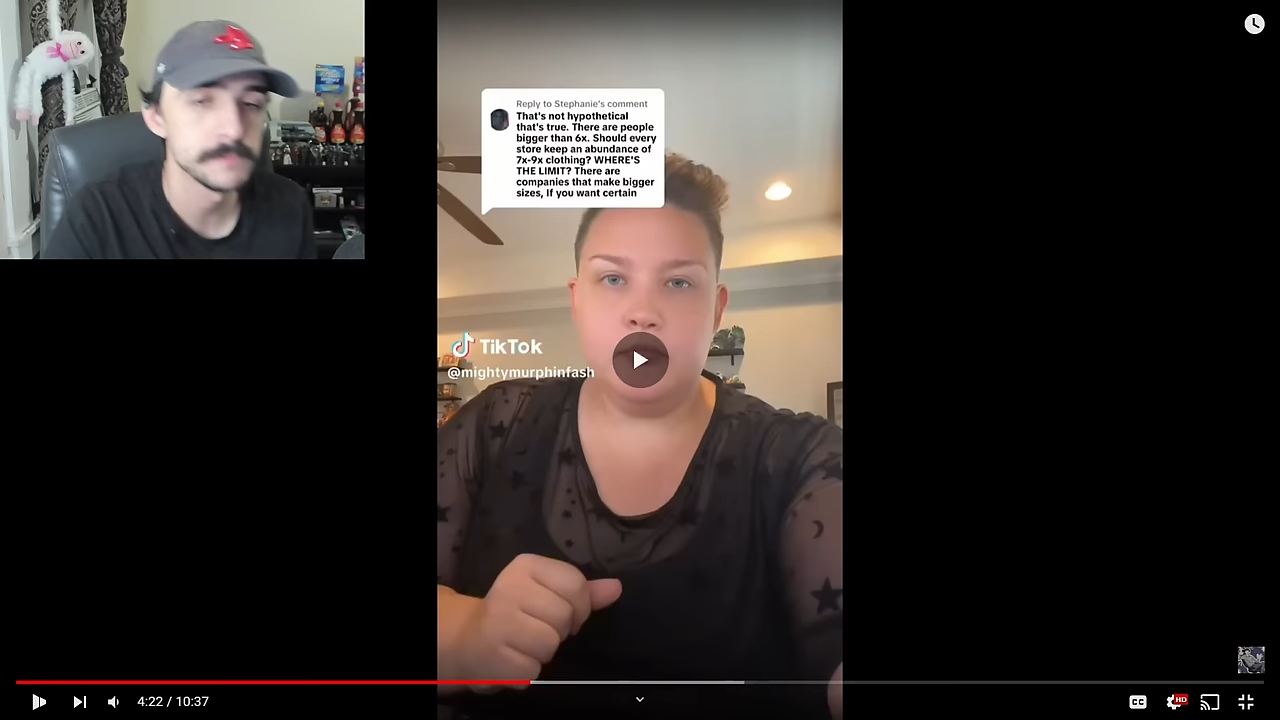 Reply to Stephanie's comment
That's not hypothetical
that's true. There are people
bigger than 6x. Should every
store keep an abundance of
7x-9x clothing? WHERE'S
THE LIMIT? There are
companies that make bigger
sizes, If you want certain
TikTok
@mightymurphinfash
4:22 / 10:37
CC
HD